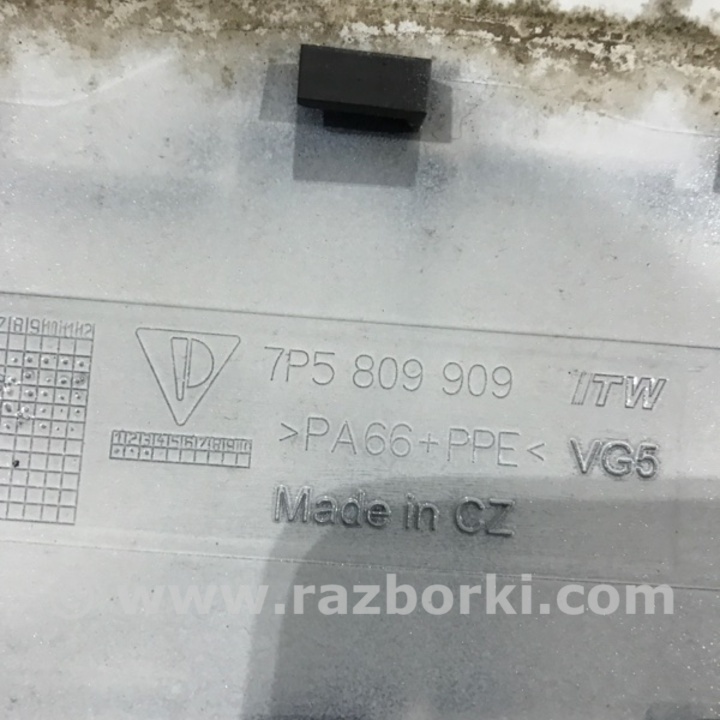 7P5 809 909 ITW
>PA66+PPE< VG5
Made in CZ
www.razborki.com